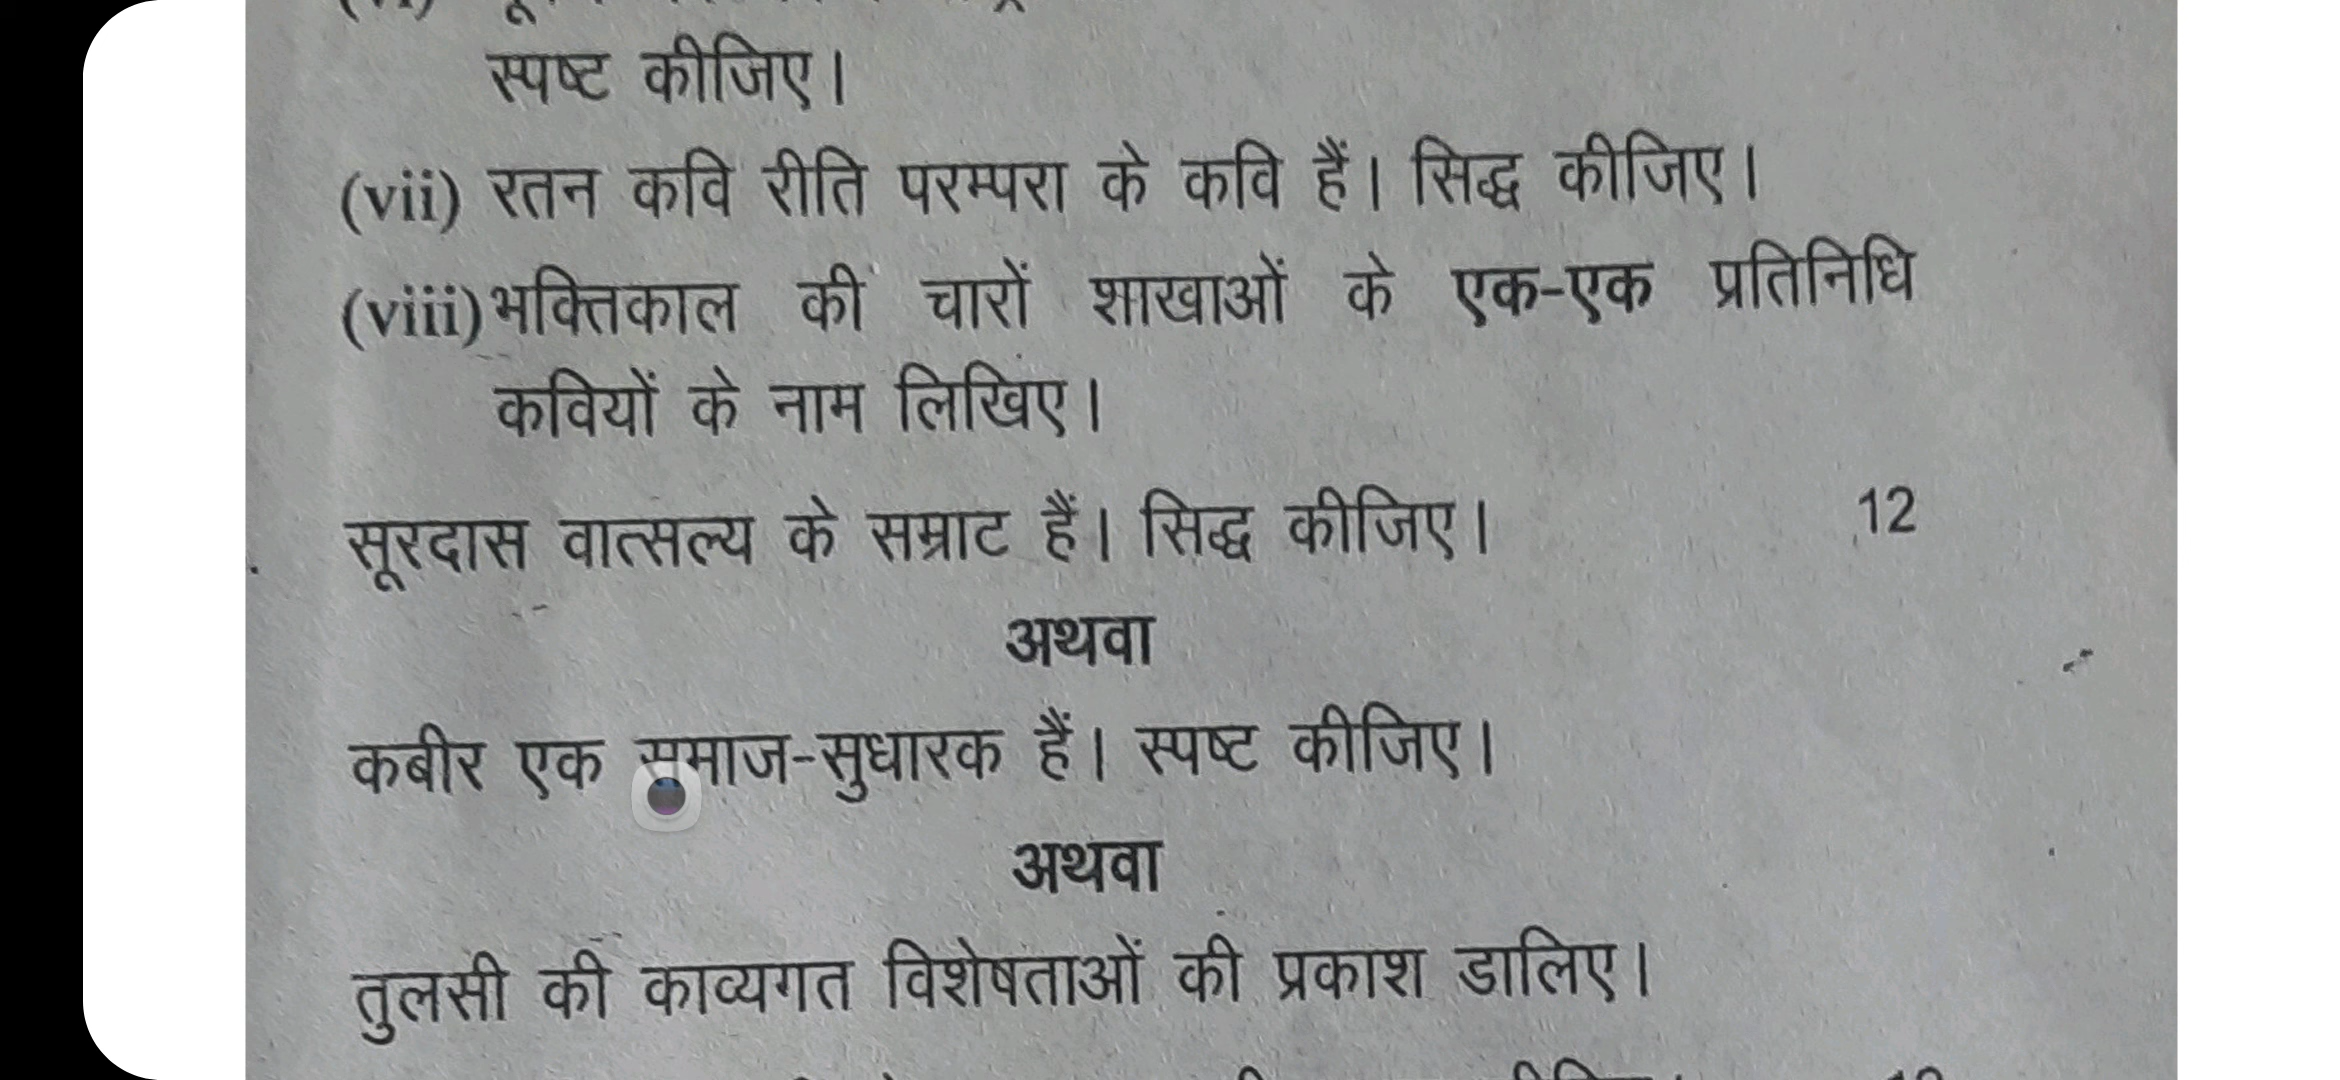 स्पष्ट कीजिए।
(vii) रतन कवि रीति परम्परा के कवि हैं। सिद्ध कीजिए।
(viii) भक्तिकाल की चारों शाखाओं के एक-एक प्रतिनिधि
कवियों के नाम लिखिए।
सूरदास वात्सल्य के सम्राट हैं। सिद्ध कीजिए। 12
अथवा
कबीर एक समाज-सुधारक हैं। स्पष्ट कीजिए।
अथवा
तुलसी की काव्यगत विशेषताओं की प्रकाश डालिए।